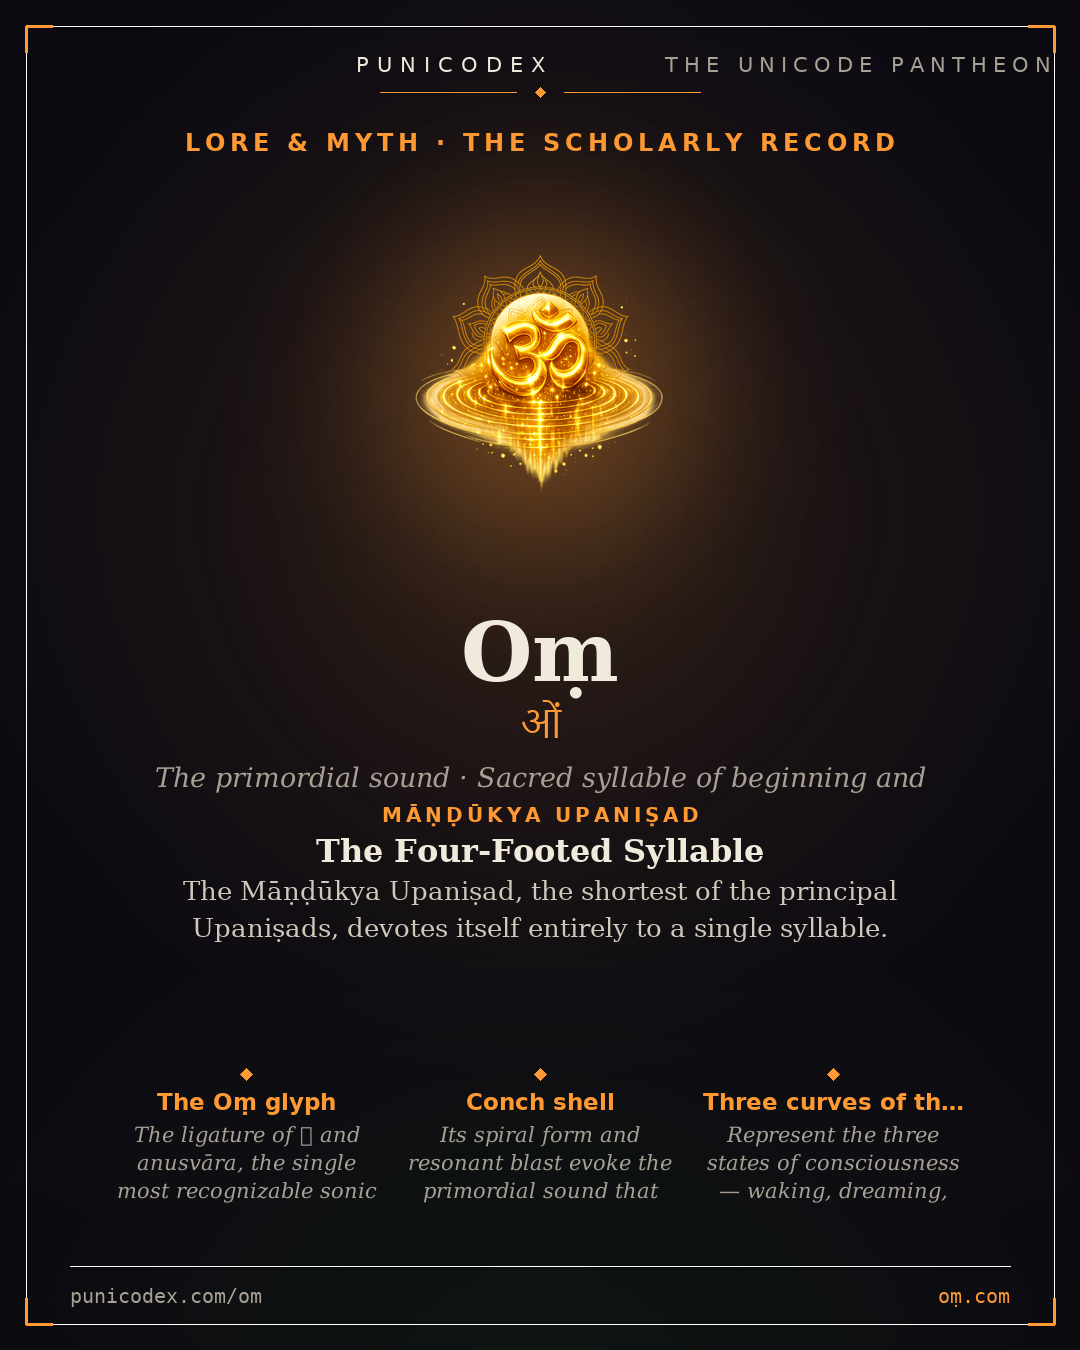 PUNICODEX THE UNICODE PANTHEON
LORE & MYTH · THE SCHOLARLY RECORD
ॐ
Oṃ
ओं
The primordial sound · Sacred syllable of beginning and
MĀṆḌŪKYA UPANIṢAD
The Four-Footed Syllable
The Māṇḍūkya Upaniṣad, the shortest of the principal
Upaniṣads, devotes itself entirely to a single syllable.
The Oṃ glyph
The ligature of and
anusvāra, the single
most recognizable sonic
Conch shell
Its spiral form and
resonant blast evoke the
primordial sound that
Three curves of th...
Represent the three
states of consciousness
— waking, dreaming,
punicodex.com/om
oṃ.com